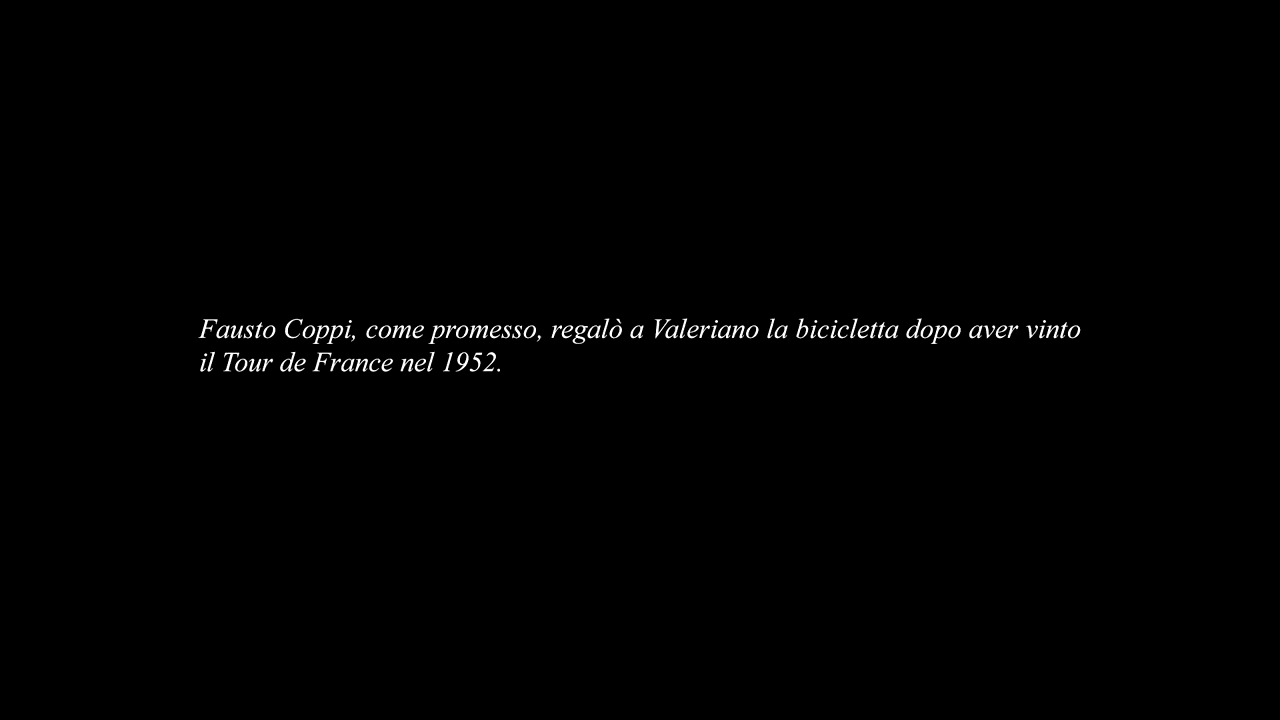 Fausto Coppi, come promesso, regalò a Valeriano la bicicletta dopo aver vinto
il Tour de France nel 1952.